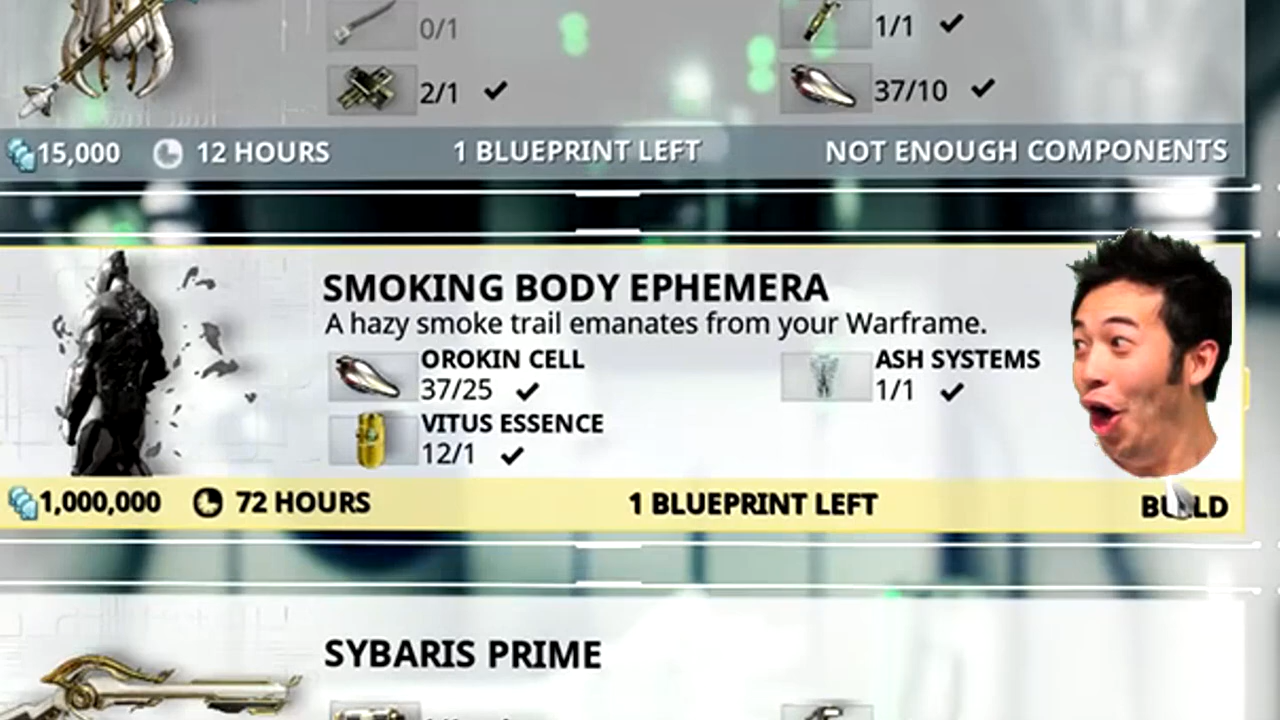 0/1
1/1
2/1
37/10
15,000 12 HOURS 1 BLUEPRINT LEFT NOT ENOUGH COMPONENTS
SMOKING BODY EPHEMERA
A hazy smoke trail emanates from your Warframe.
OROKIN CELL
37/25
ASH SYSTEMS
1/1
VITUS ESSENCE
12/1
1,000,000 72 HOURS 1 BLUEPRINT LEFT BUILD
SYBARIS PRIME